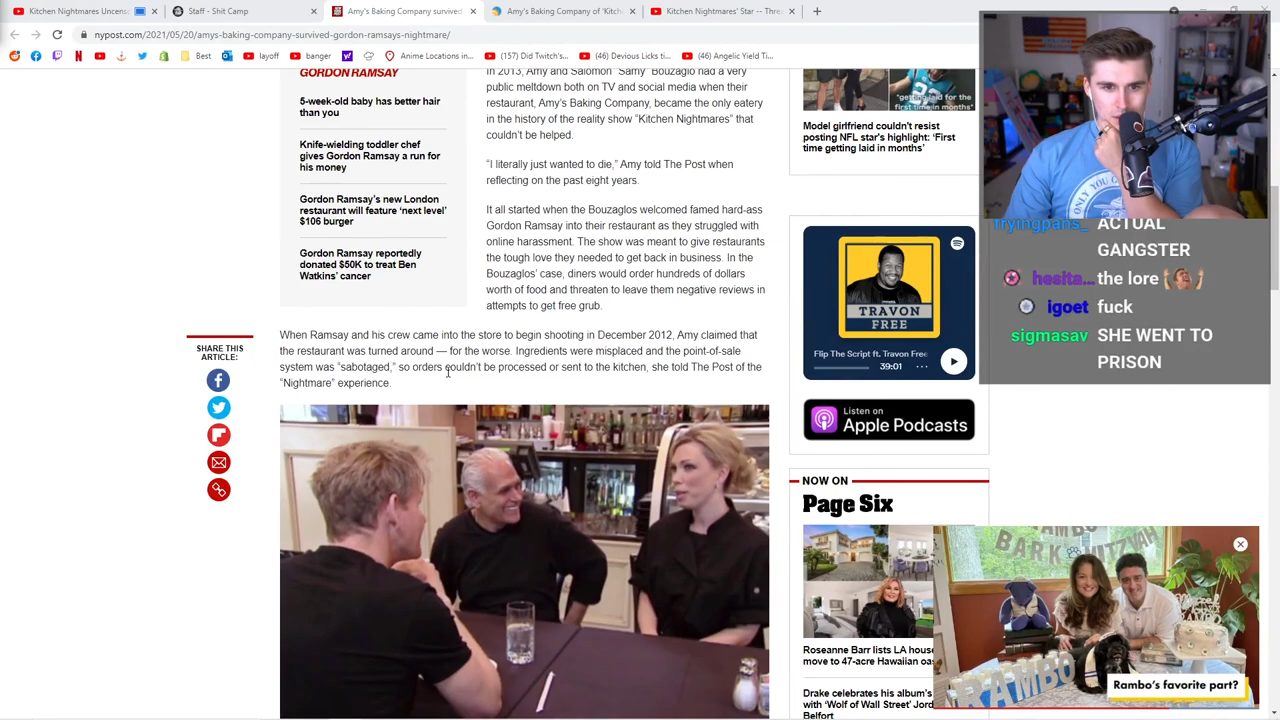 Kitchen Nightmares Uncens
Staff - Shit Camp
Amy's Baking Company survived
Amy's Baking Company of 'Kitch
Kitchen Nightmares' Star -- Thre
nypost.com/2021/05/20/amys-baking-company-survived-gordon-ramsays-nightmare/
Best
layoff
banger
Anime Locations in...
(157) Did Twitch's...
(46) Devious Licks ti...
(46) Angelic Yield Ti...
GORDON RAMSAY
5-week-old baby has better hair
than you
Knife-wielding toddler chef
gives Gordon Ramsay a run for
his money
Gordon Ramsay's new London
restaurant will feature 'next level'
$106 burger
Gordon Ramsay reportedly
donated $50K to treat Ben
Watkins' cancer
In 2013, Amy and Salomon "Samy" Bouzaglo had a very
public meltdown both on TV and social media when their
restaurant, Amy's Baking Company, became the only eatery
in the history of the reality show "Kitchen Nightmares" that
couldn't be helped.
"I literally just wanted to die," Amy told The Post when
reflecting on the past eight years.
It all started when the Bouzaglos welcomed famed hard-ass
Gordon Ramsay into their restaurant as they struggled with
online harassment. The show was meant to give restaurants
the tough love they needed to get back in business. In the
Bouzaglos' case, diners would order hundreds of dollars
worth of food and threaten to leave them negative reviews in
attempts to get free grub.
When Ramsay and his crew came into the store to begin shooting in December 2012, Amy claimed that
the restaurant was turned around — for the worse. Ingredients were misplaced and the point-of-sale
system was "sabotaged," so orders couldn't be processed or sent to the kitchen, she told The Post of the
"Nightmare" experience.
SHARE THIS
ARTICLE:
"getting laid for the
first time in months"
Model girlfriend couldn't resist
posting NFL star's highlight: 'First
time getting laid in months'
TRAVON
FREE
Flip The Script ft. Travon Free
39:01
Listen on
Apple Podcasts
NOW ON
Page Six
Roseanne Barr lists LA house
move to 47-acre Hawaiian oas
Drake celebrates his album's
with 'Wolf of Wall Street' Jord
Belfort
ONLY YOU
fryingpans_ ACTUAL
GANGSTER
hesita... the lore
igoet fuck
sigmasav SHE WENT TO
PRISON
RAMBO
BARK MITZVAH
RAMBO
Rambo's favorite part?